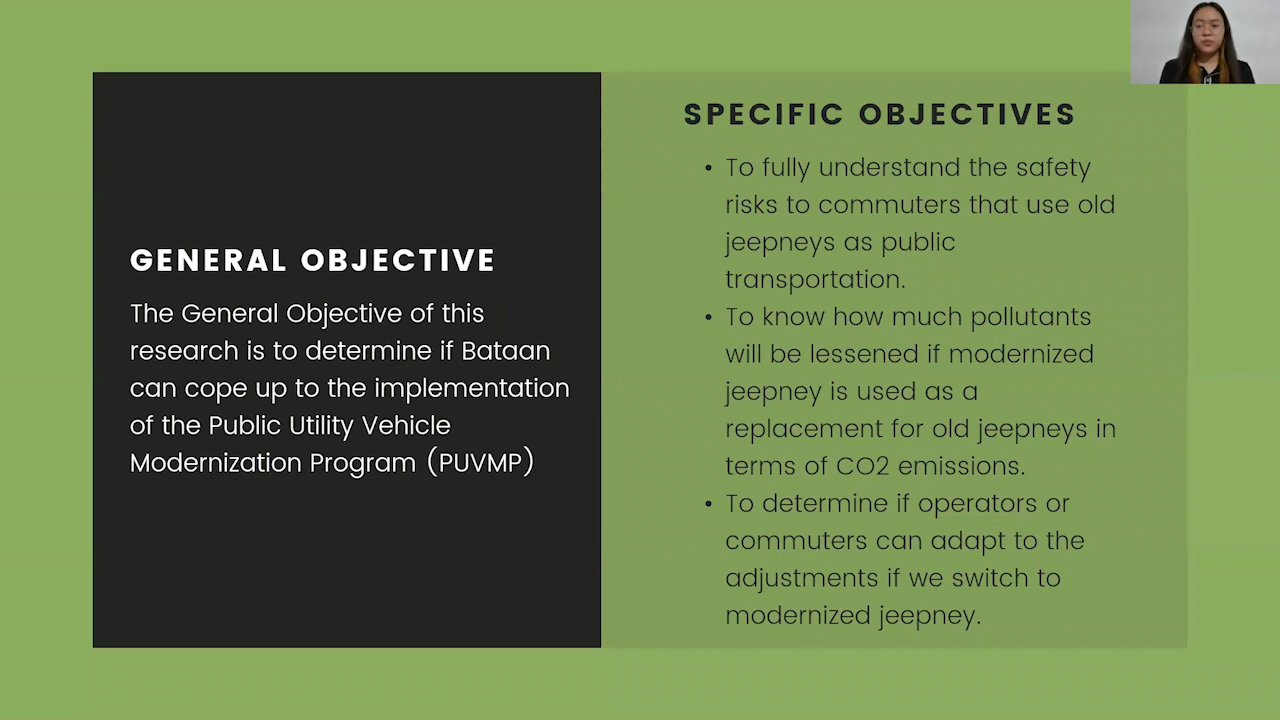 GENERAL OBJECTIVE
The General Objective of this
research is to determine if Bataan
can cope up to the implementation
of the Public Utility Vehicle
Modernization Program (PUVMP)
SPECIFIC OBJECTIVES
• To fully understand the safety
risks to commuters that use old
jeepneys as public
transportation.
• To know how much pollutants
will be lessened if modernized
jeepney is used as a
replacement for old jeepneys in
terms of CO2 emissions.
• To determine if operators or
commuters can adapt to the
adjustments if we switch to
modernized jeepney.